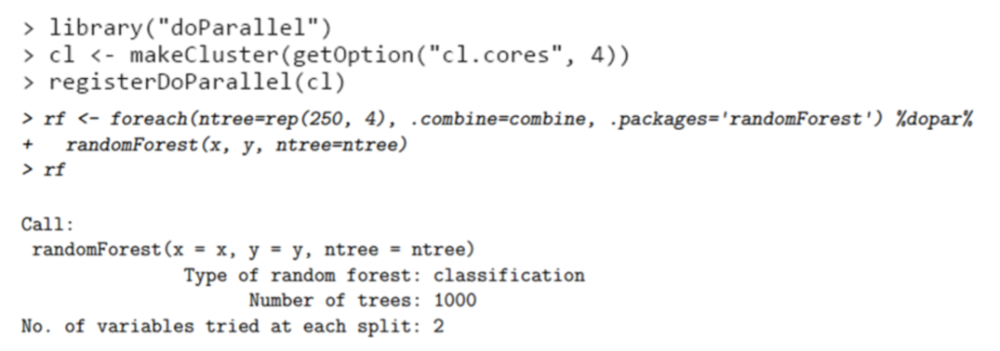 > library("doParallel")
> cl <- makeCluster(getOption("cl.cores", 4))
> registerDoParallel(cl)
> rf <- foreach(ntree=rep(250, 4), .combine=combine, .packages='randomForest') %dopar%
+   randomForest(x, y, ntree=ntree)
> rf
Call:
randomForest(x = x, y = y, ntree = ntree)
Type of random forest: classification
Number of trees: 1000
No. of variables tried at each split: 2